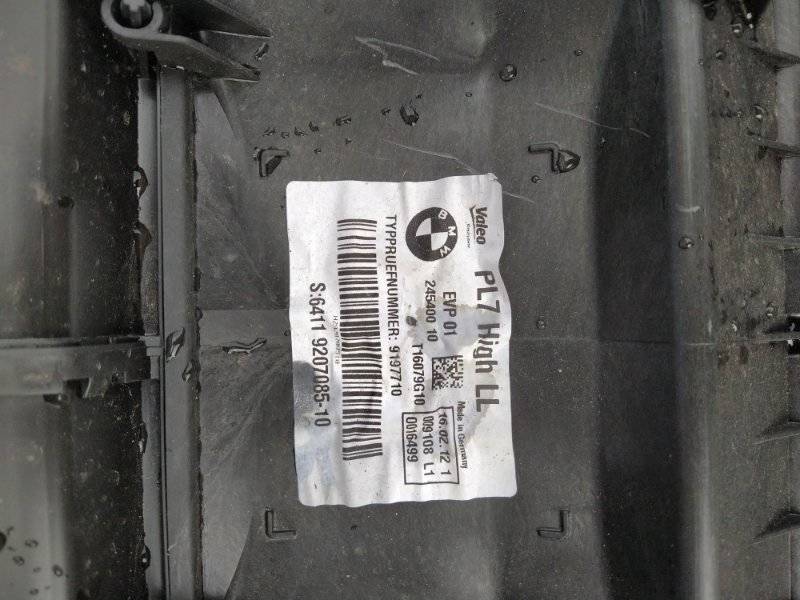 Valeo
PL7 High LL
BMW
EVP 01
245400 10
T16079G10
Made in Germany
16.02.12 1
009108 L1
0016499
TYPPRUEFNUMMER: 9197710
S:6411 9207085-10